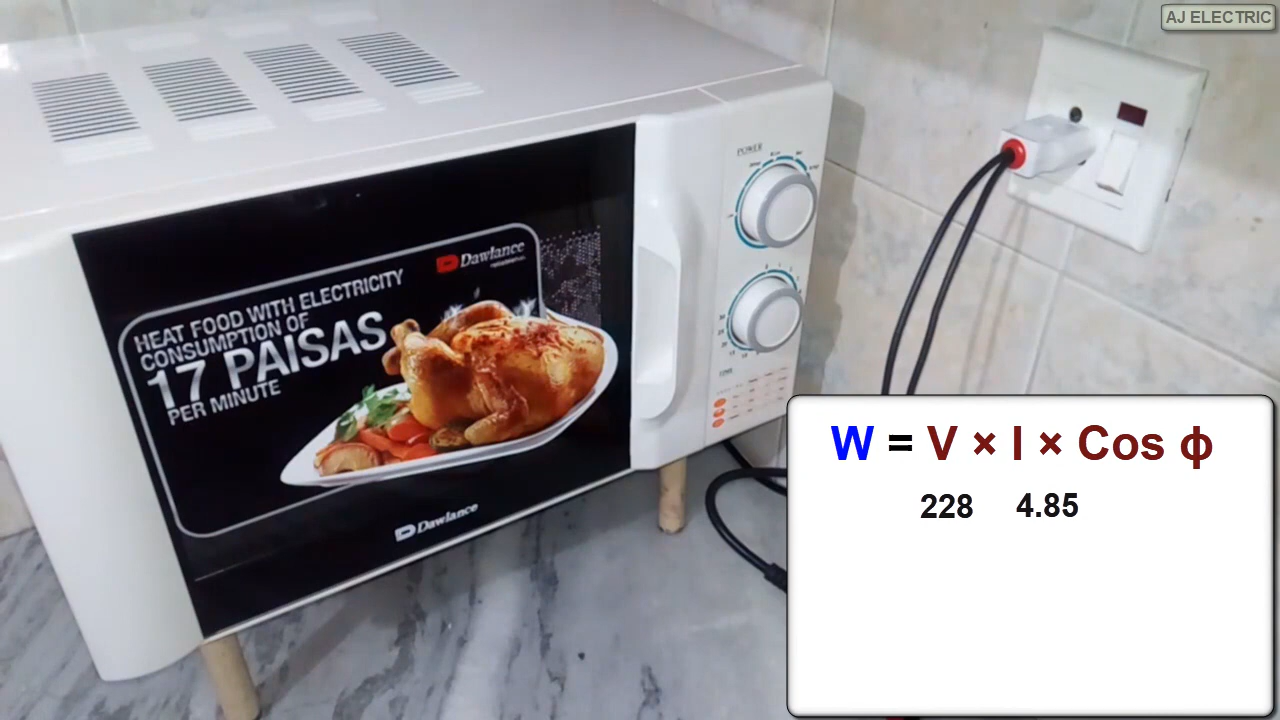 AJ ELECTRIC
POWER
Dawlance
HEAT FOOD WITH ELECTRICITY
CONSUMPTION OF
17 PAISAS
PER MINUTE
Dawlance
W = V × I × Cos ϕ
228 4.85